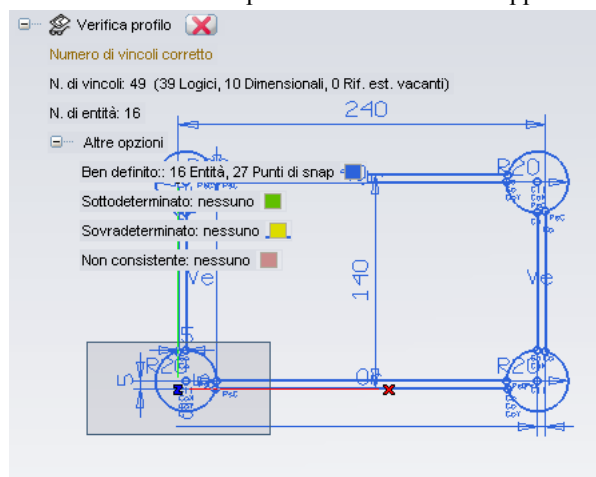 Verifica profilo
Numero di vincoli corretto
N. di vincoli: 49 (39 Logici, 10 Dimensionali, 0 Rif. est. vacanti)
N. di entità: 16
240
Altre opzioni
Ben definito:: 16 Entità, 27 Punti di snap
R20
Sottodeterminato: nessuno
Sovradeterminato: nessuno
Non consistente: nessuno
Ve
140
Ve
R20
R20
5